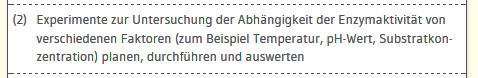 (2) Experimente zur Untersuchung der Abhängigkeit der Enzymaktivität von
verschiedenen Faktoren (zum Beispiel Temperatur, pH-Wert, Substratkon-
zentration) planen, durchführen und auswerten